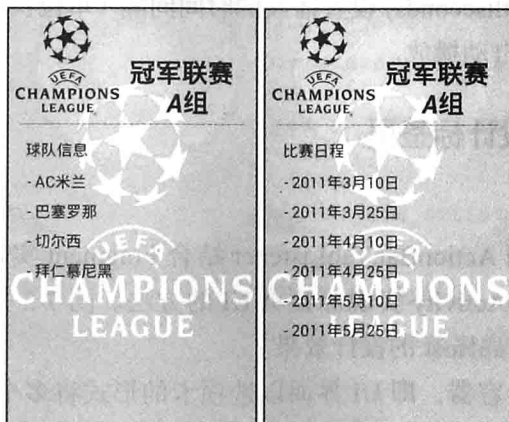 UEFA
CHAMPIONS
LEAGUE
冠军联赛
A组
球队信息
- AC米兰
- 巴塞罗那
- 切尔西
- 拜仁慕尼黑
UEFA
CHAMPIONS
LEAGUE
UEFA
CHAMPIONS
LEAGUE
冠军联赛
A组
比赛日程
- 2011年3月10日
- 2011年3月25日
- 2011年4月10日
- 2011年4月25日
- 2011年5月10日
- 2011年5月25日
UEFA
CHAMPIONS
LEAGUE